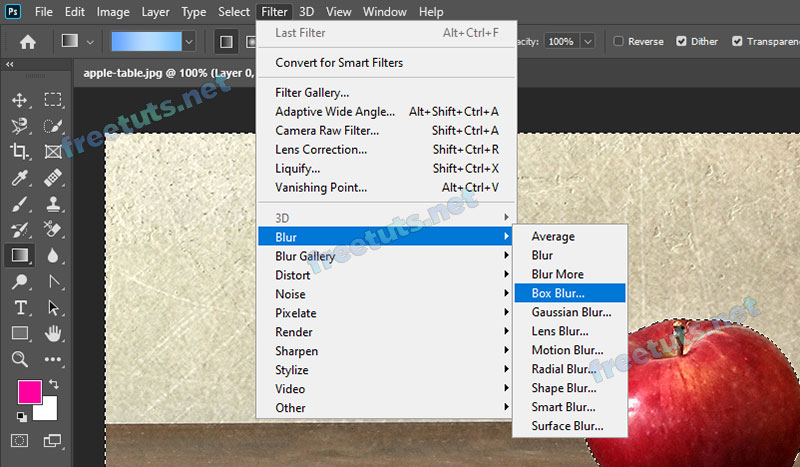 Ps File Edit Image Layer Type Select Filter 3D View Window Help
acity: 100% Reverse Dither Transparenc
apple-table.jpg @ 100% (Layer 0,
Last Filter Alt+Ctrl+F
Convert for Smart Filters
Filter Gallery...
Adaptive Wide Angle... Alt+Shift+Ctrl+A
Camera Raw Filter... Shift+Ctrl+A
Lens Correction... Shift+Ctrl+R
Liquify... Shift+Ctrl+X
Vanishing Point... Alt+Ctrl+V
3D
Blur
Blur Gallery
Distort
Noise
Pixelate
Render
Sharpen
Stylize
Video
Other
Average
Blur
Blur More
Box Blur...
Gaussian Blur...
Lens Blur...
Motion Blur...
Radial Blur...
Shape Blur...
Smart Blur...
Surface Blur...
freetuts.net
freetuts.net
freetuts.net